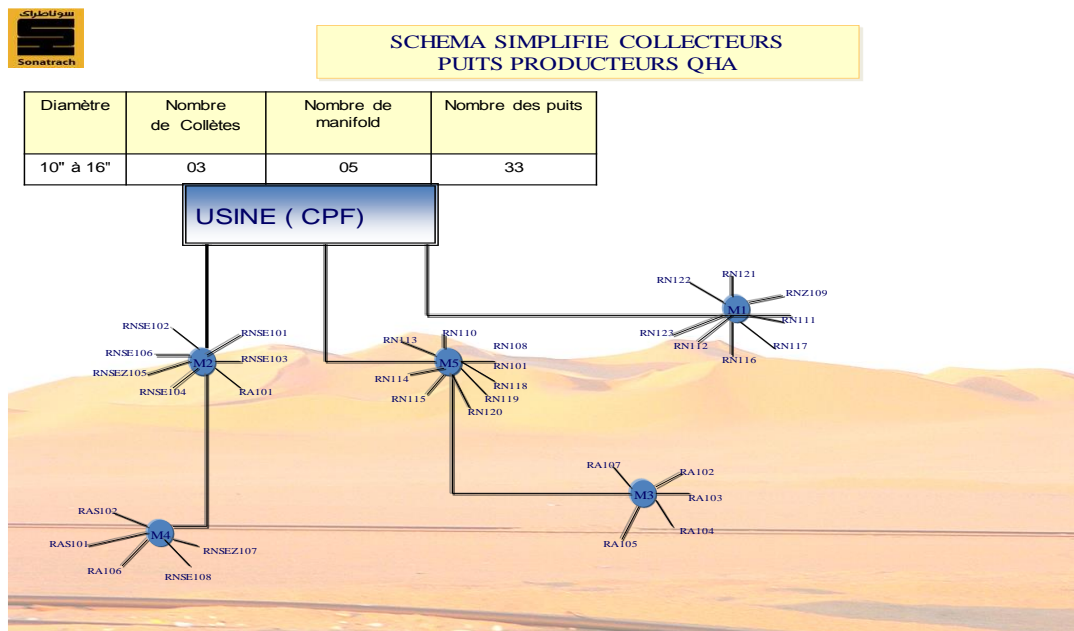 سوناطراك
Sonatrach
SCHEMA SIMPLIFIE COLLECTEURS
PUITS PRODUCTEURS QHA
Diamètre
Nombre
de Collètes
Nombre de
manifold
Nombre des puits
10" à 16"
03
05
33
USINE ( CPF)
RN121
RN122
RNZ109
M1
RN111
RN123
RN112
RN117
RN116
RNSE102
RNSE101
RNSE106
M2
RNSE103
RNSEZ105
RNSE104
RA101
RN110
RN113
RN108
M5
RN101
RN114
RN118
RN115
RN119
RN120
RA107
RA102
M3
RA103
RA104
RA105
RAS102
M4
RAS101
RNSEZ107
RA106
RNSE108